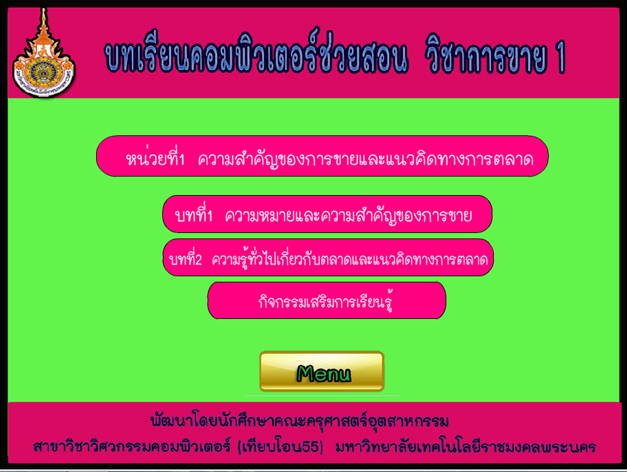 บทเรียนคอมพิวเตอร์ช่วยสอน วิชาการขาย 1
หน่วยที่1 ความสำคัญของการขายและแนวคิดทางการตลาด
บทที่1 ความหมายและความสำคัญของการขาย
บทที่2 ความรู้ทั่วไปเกี่ยวกับตลาดและแนวคิดทางการตลาด
กิจกรรมเสริมการเรียนรู้
Menu
พัฒนาโดยนักศึกษาคณะครุศาสตร์อุตสาหกรรม
สาขาวิชาวิศวกรรมคอมพิวเตอร์ (เทียบโอน55) มหาวิทยาลัยเทคโนโลยีราชมงคลพระนคร